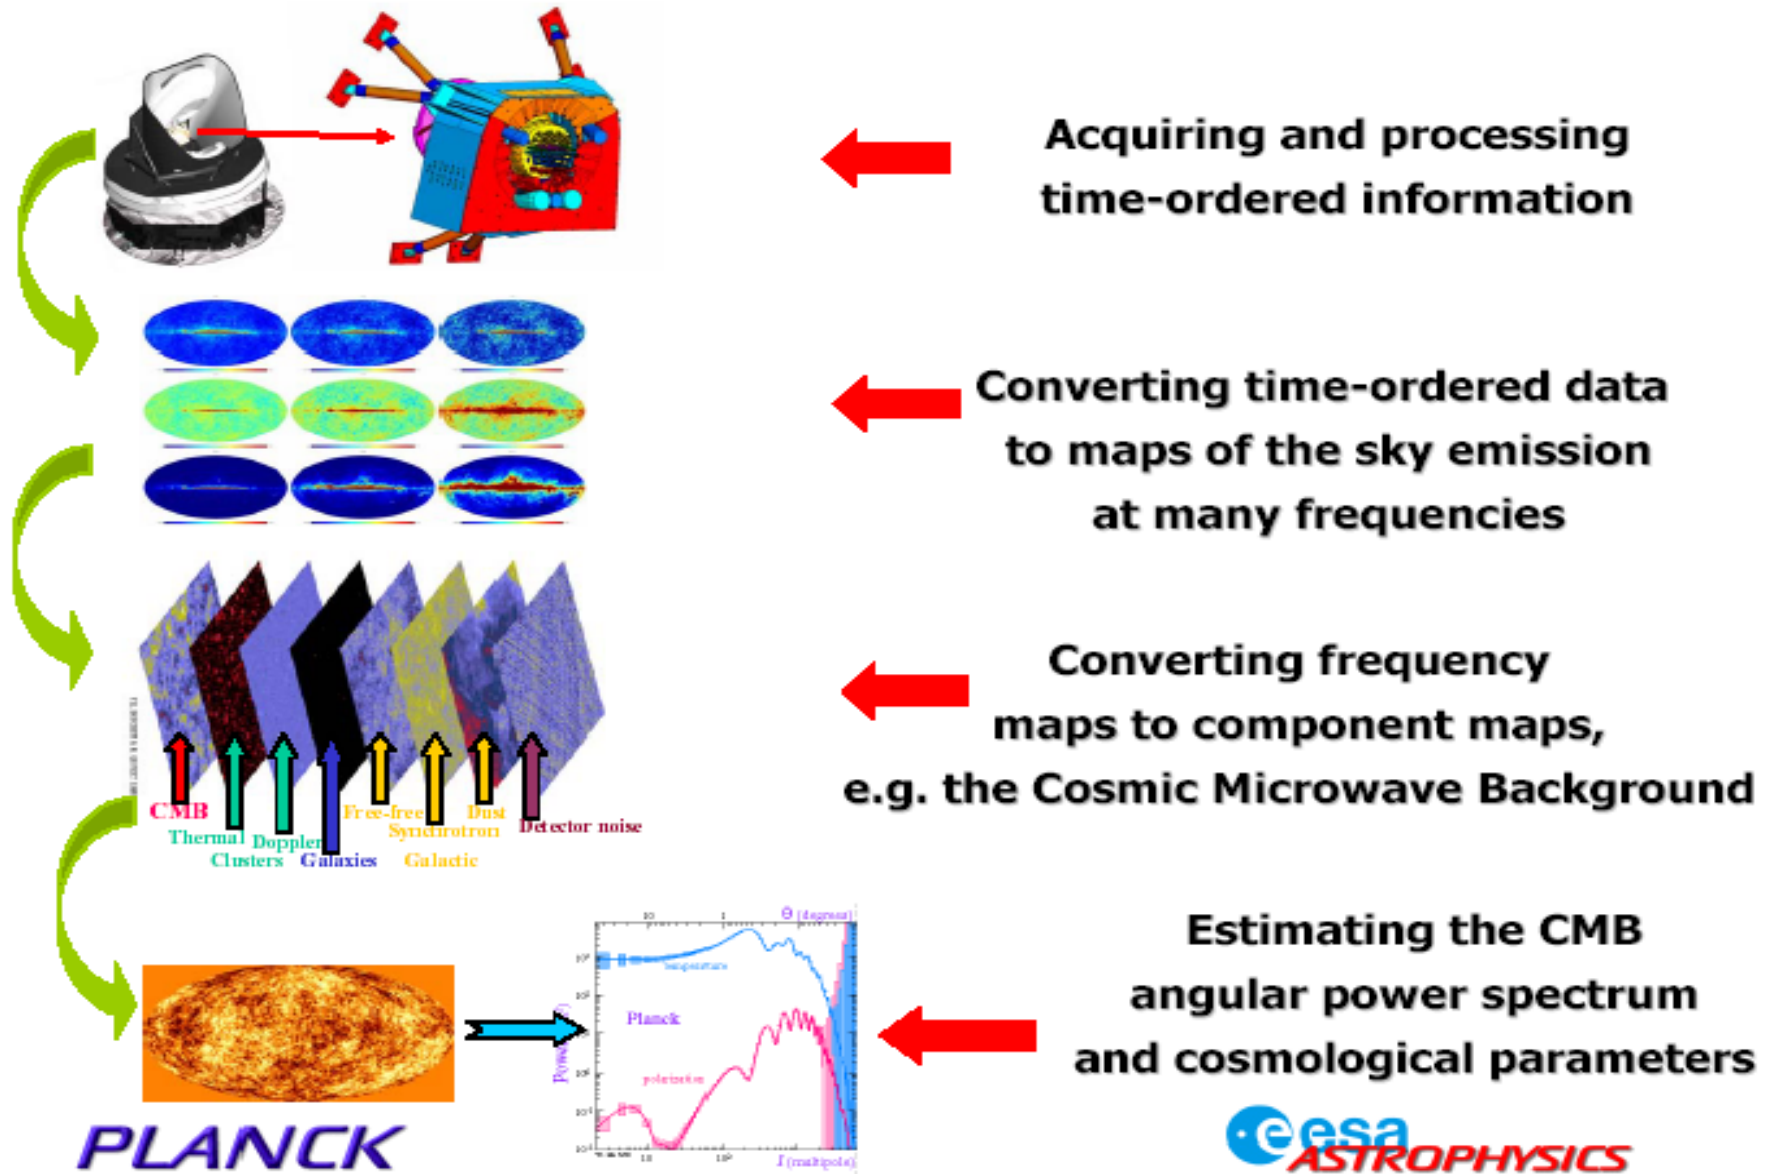 Acquiring and processing
time-ordered information
Converting time-ordered data
to maps of the sky emission
at many frequencies
Converting frequency
maps to component maps,
e.g. the Cosmic Microwave Background
CMB
Thermal
Clusters
Doppler
Galaxies
Free-free
Synchrotron
Dust
Galactic
Detector noise
Estimating the CMB
angular power spectrum
and cosmological parameters
Θ (degrees)
10 1
temperature
Planck
polarization
10
l (multipole)
PLANCK
esa
ASTROPHYSICS